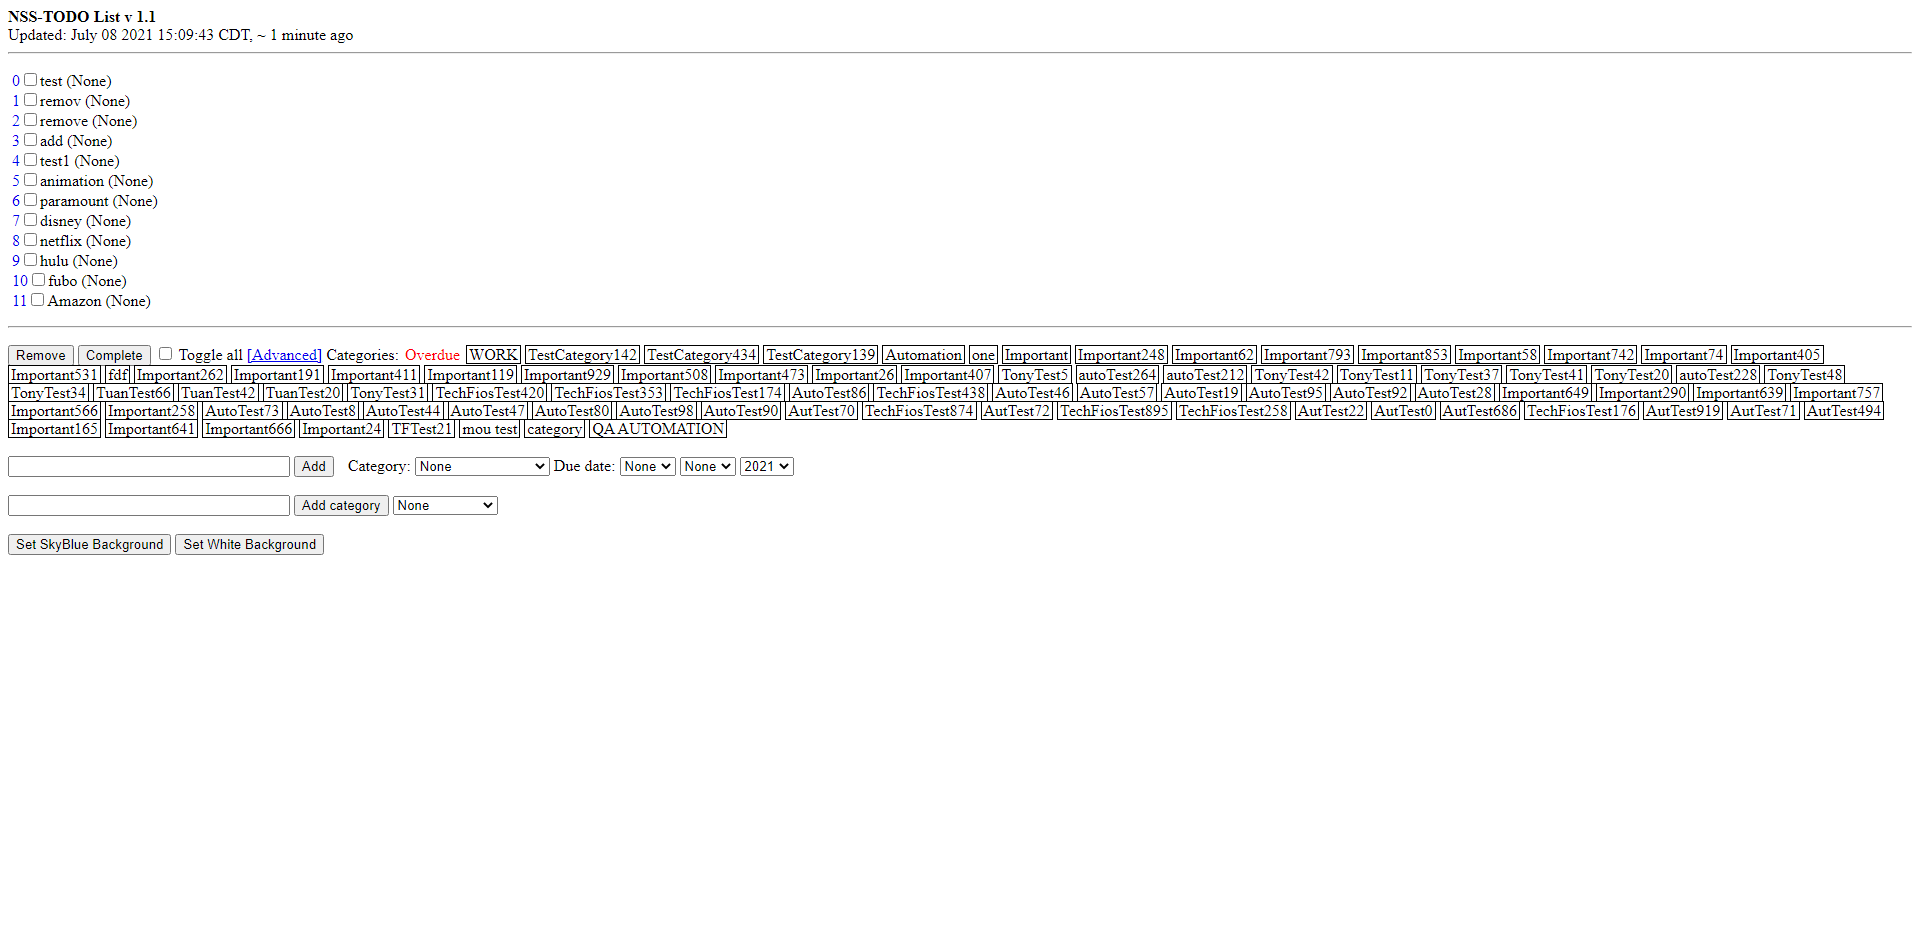 NSS-TODO List v 1.1
Updated: July 08 2021 15:09:43 CDT, ~ 1 minute ago
0 test (None)
1 remov (None)
2 remove (None)
3 add (None)
4 test1 (None)
5 animation (None)
6 paramount (None)
7 disney (None)
8 netflix (None)
9 hulu (None)
10 fubo (None)
11 Amazon (None)
Remove Complete Toggle all [Advanced] Categories: Overdue WORK TestCategory142 TestCategory434 TestCategory139 Automation one Important Important248 Important62 Important793 Important853 Important58 Important742 Important74 Important405
Important531 fdf Important262 Important191 Important411 Important119 Important929 Important508 Important473 Important26 Important407 TonyTest5 autoTest264 autoTest212 TonyTest42 TonyTest11 TonyTest37 TonyTest41 TonyTest20 autoTest228 TonyTest48
TonyTest34 TuanTest66 TuanTest42 TuanTest20 TonyTest31 TechFiosTest420 TechFiosTest353 TechFiosTest174 AutoTest86 TechFiosTest438 AutoTest46 AutoTest57 AutoTest19 AutoTest95 AutoTest92 AutoTest28 Important649 Important290 Important639 Important757
Important566 Important258 AutoTest73 AutoTest8 AutoTest44 AutoTest47 AutoTest80 AutoTest98 AutoTest90 AutTest70 TechFiosTest874 AutTest72 TechFiosTest895 TechFiosTest258 AutTest22 AutTest0 AutTest686 TechFiosTest176 AutTest919 AutTest71 AutTest494
Important165 Important641 Important666 Important24 TFTest21 mou test category QA AUTOMATION
Add Category: None Due date: None None 2021
Add category None
Set SkyBlue Background Set White Background